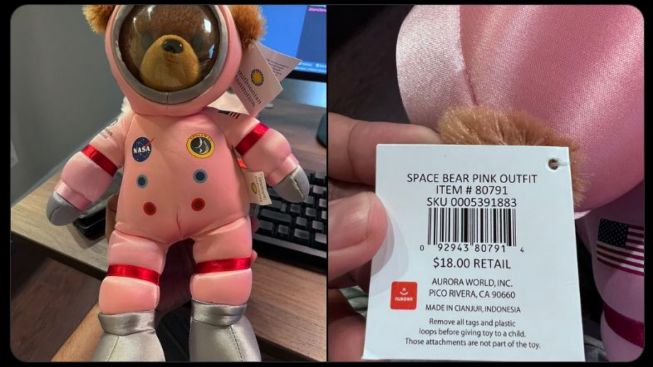 Smithsonian
Institution
NASA
SPACE BEAR PINK OUTFIT
ITEM # 80791
SKU 0005391883
0 92943 80791 4
$18.00 RETAIL
AURORA WORLD, INC.
PICO RIVERA, CA 90660
AURORA
MADE IN CIANJUR, INDONESIA
Remove all tags and plastic
loops before giving to a child.
Those attachments are not part of the toy.